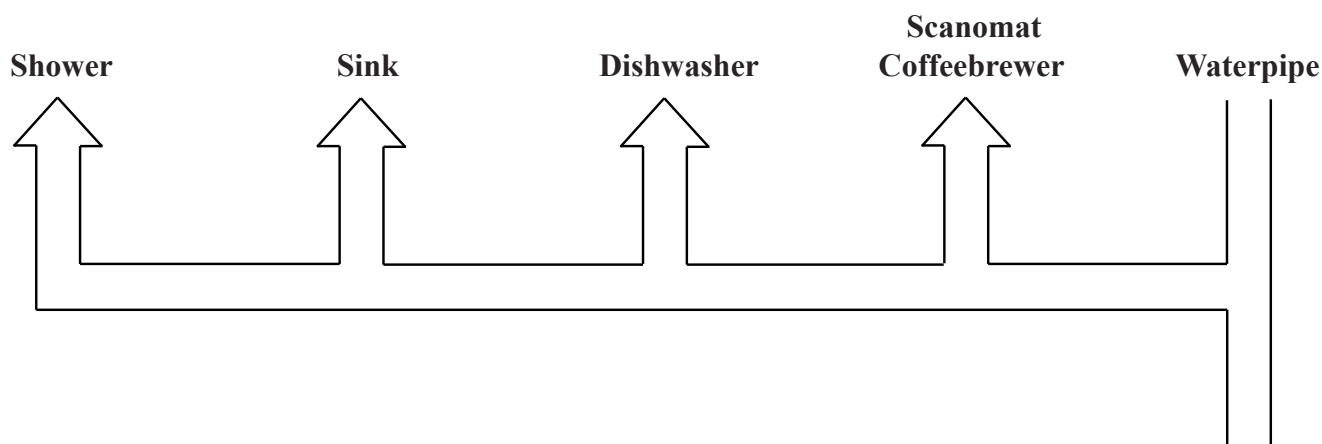 Shower
Sink
Dishwasher
Scanomat
Coffeebrewer
Waterpipe